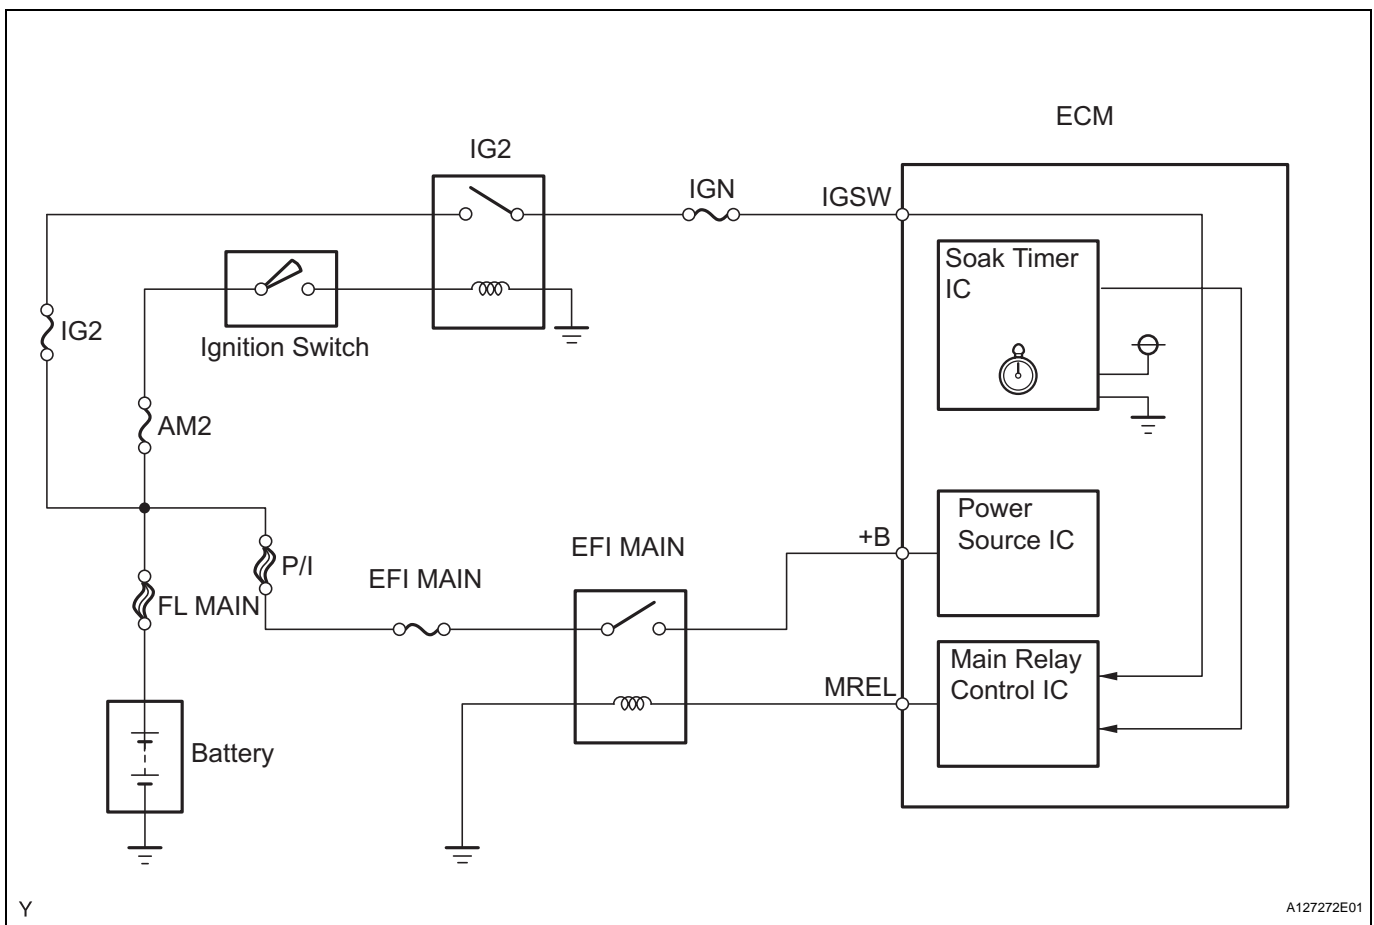 ECM
IG2
IGN
IGSW
Soak Timer
IC
IG2
Ignition Switch
AM2
Power
Source IC
+B
EFI MAIN
P/I
EFI MAIN
FL MAIN
Main Relay
Control IC
MREL
Battery
Y
A127272E01